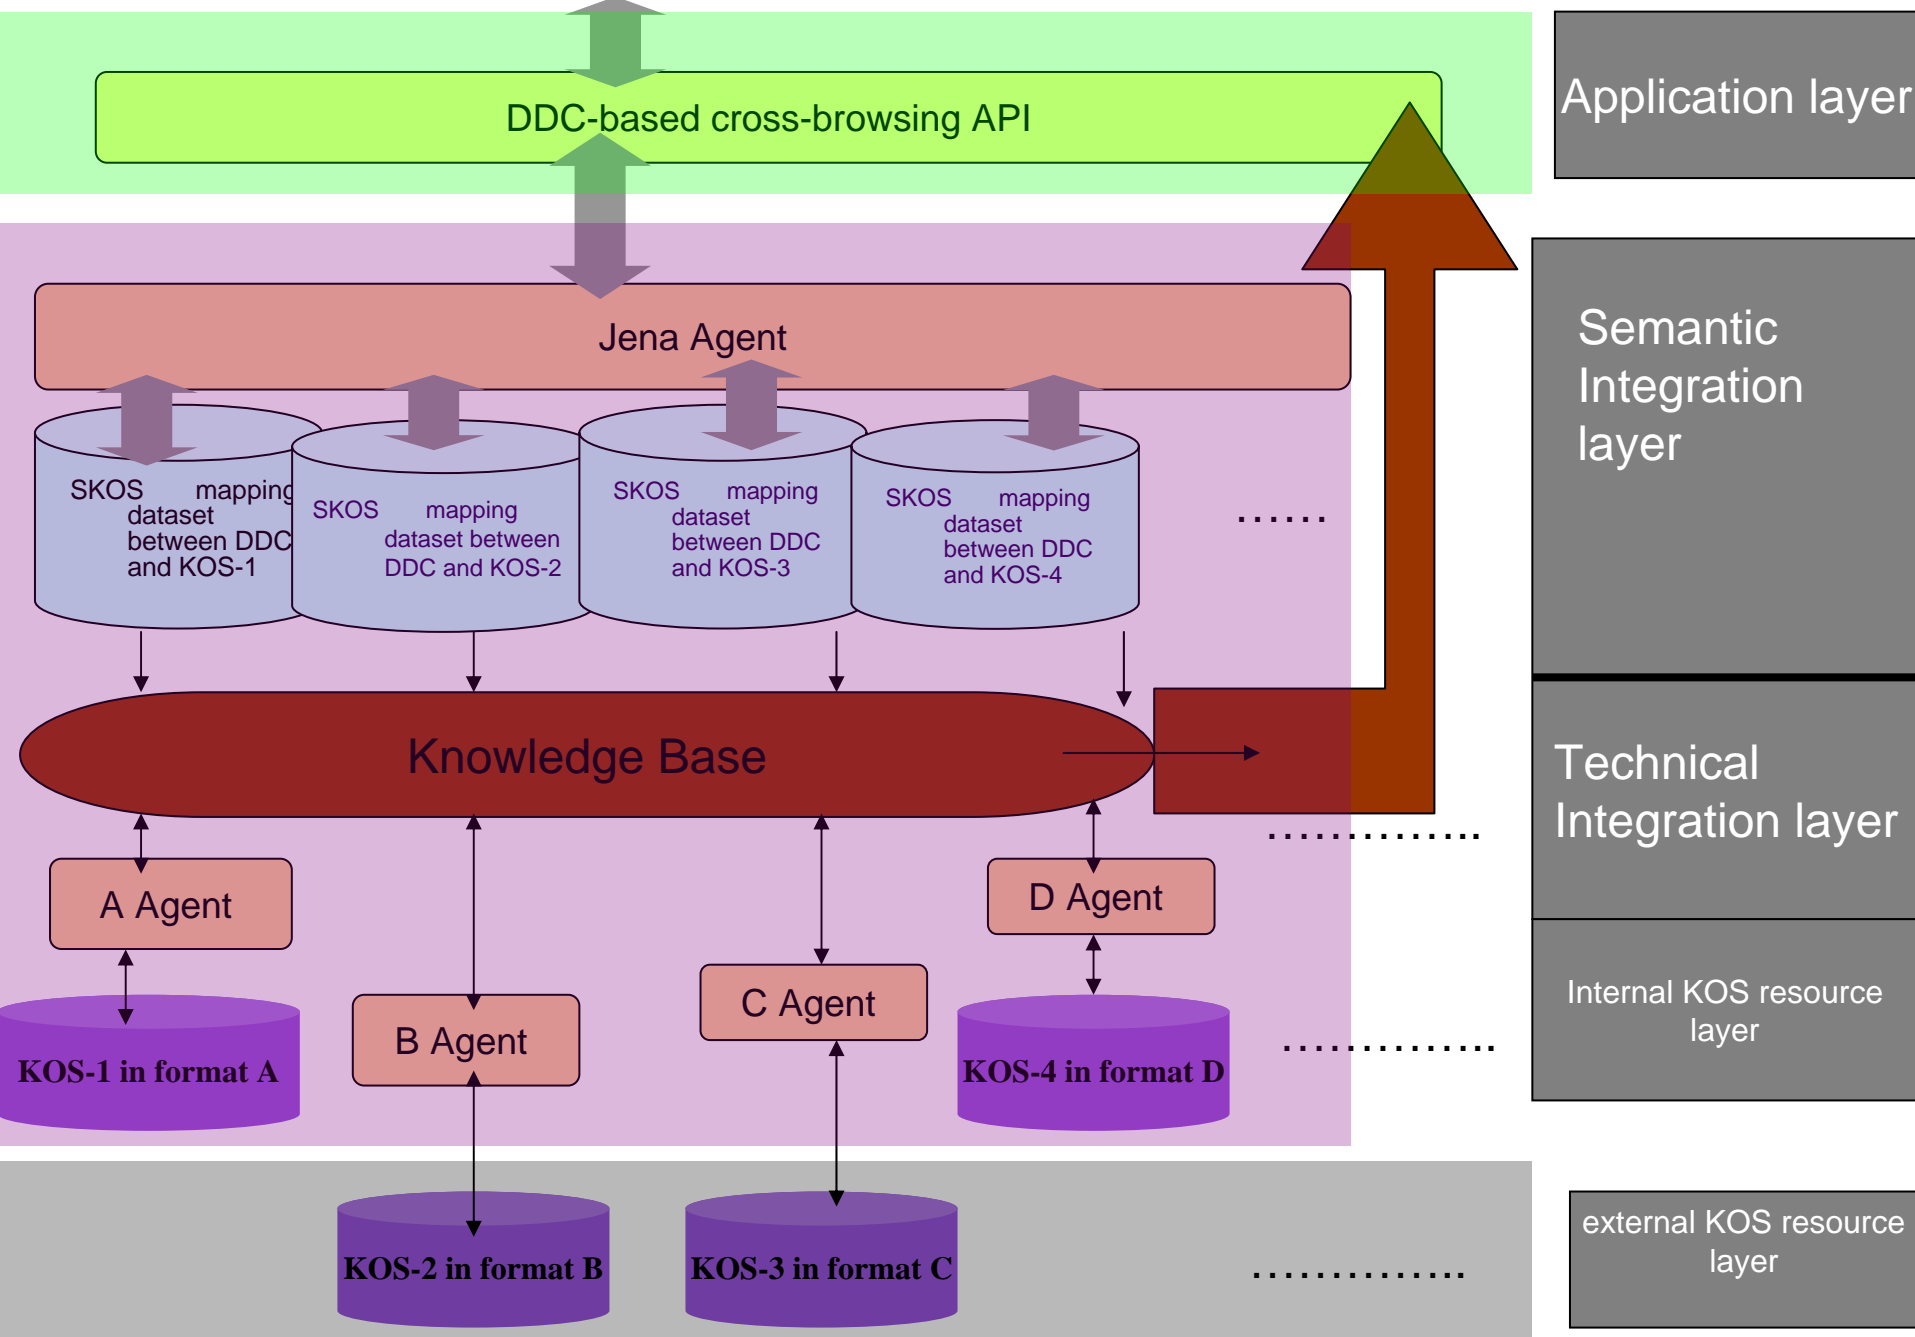 DDC-based cross-browsing API
Application layer
Jena Agent
Semantic
Integration
layer
SKOS mapping
dataset
between DDC
and KOS-1
SKOS mapping
dataset between
DDC and KOS-2
SKOS mapping
dataset
between DDC
and KOS-3
SKOS mapping
dataset
between DDC
and KOS-4
......
Knowledge Base
Technical
Integration layer
..............
A Agent
B Agent
C Agent
D Agent
Internal KOS resource
layer
KOS-1 in format A
KOS-4 in format D
..............
KOS-2 in format B
KOS-3 in format C
..............
external KOS resource
layer